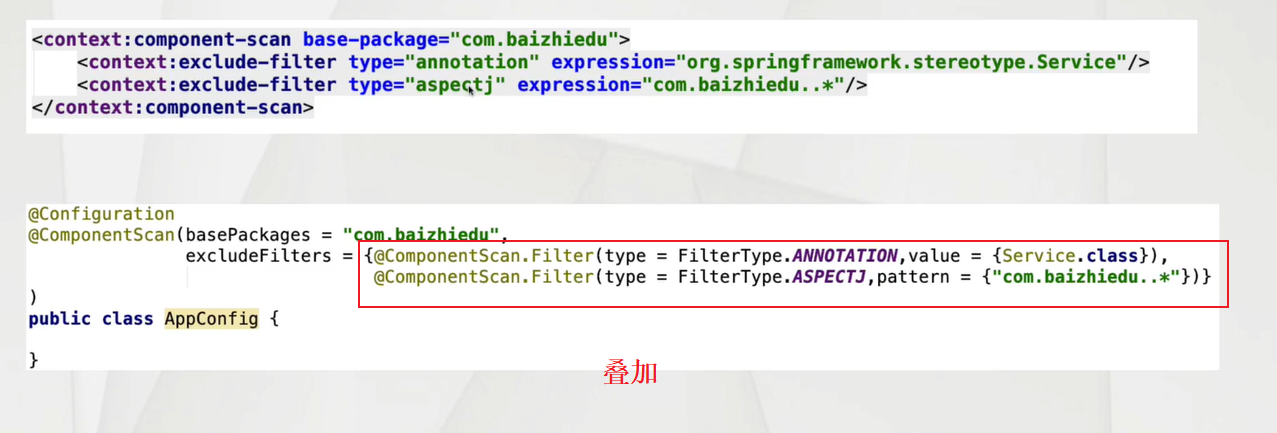 <context:component-scan base-package="com.baizhiedu">
<context:exclude-filter type="annotation" expression="org.springframework.stereotype.Service"/>
<context:exclude-filter type="aspectj" expression="com.baizhiedu..*"/>
</context:component-scan>
@Configuration
@ComponentScan(basePackages = "com.baizhiedu",
excludeFilters = {@ComponentScan.Filter(type = FilterType.ANNOTATION,value = {Service.class}),
@ComponentScan.Filter(type = FilterType.ASPECTJ,pattern = {"com.baizhiedu..*"})}
)
public class AppConfig {
}
叠加